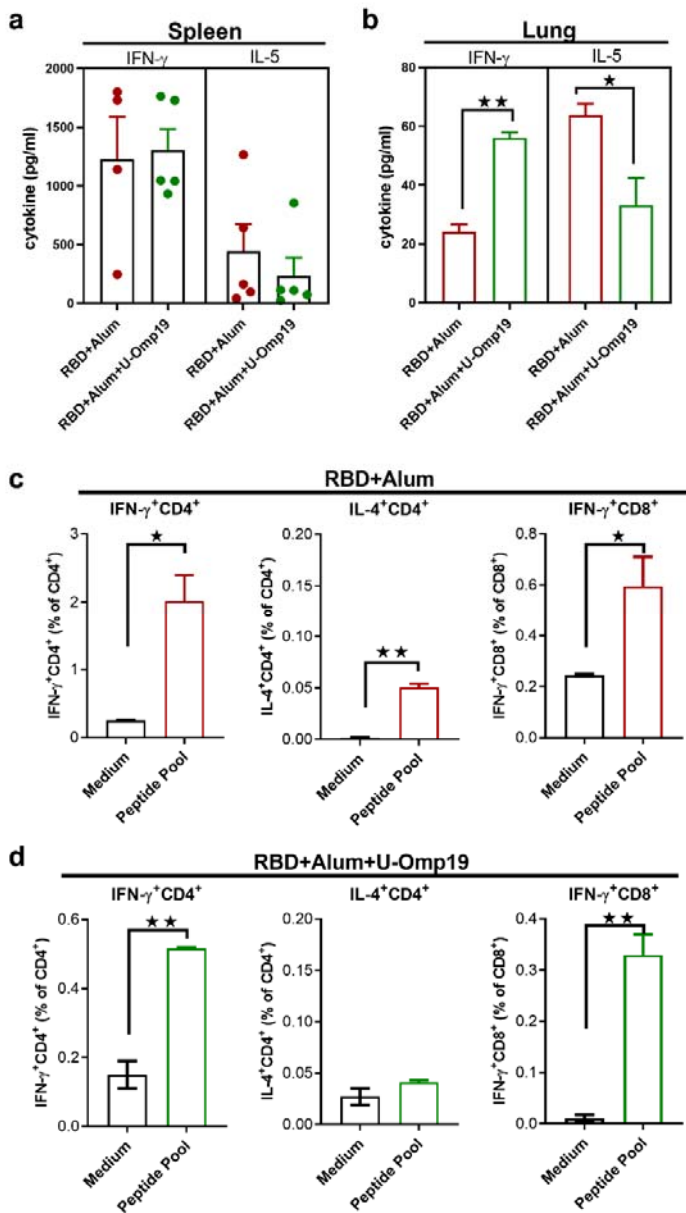 a
Spleen
IFN-γ IL-5
cytokine (pg/ml)
2000
1500
1000
500
0
RBD+Alum
RBD+Alum+U-Omp19
RBD+Alum
RBD+Alum+U-Omp19
b
Lung
IFN-γ IL-5
cytokine (pg/ml)
80
60
40
20
0
★★
★
RBD+Alum
RBD+Alum+U-Omp19
RBD+Alum
RBD+Alum+U-Omp19
c
RBD+Alum
IFN-γ+CD4+
IFN-γ+CD4+ (% of CD4+)
3
2
1
0
★
Medium
Peptide Pool
IL-4+CD4+
IL-4+CD4+ (% of CD4+)
0.20
0.15
0.10
0.05
0.00
★★
Medium
Peptide Pool
IFN-γ+CD8+
IFN-γ+CD8+ (% of CD8+)
0.8
0.6
0.4
0.2
0.0
★
Medium
Peptide Pool
d
RBD+Alum+U-Omp19
IFN-γ+CD4+
IFN-γ+CD4+ (% of CD4+)
0.6
0.4
0.2
0.0
★★
Medium
Peptide Pool
IL-4+CD4+
IL-4+CD4+ (% of CD4+)
0.20
0.15
0.10
0.05
0.00
Medium
Peptide Pool
IFN-γ+CD8+
IFN-γ+CD8+ (% of CD8+)
0.4
0.3
0.2
0.1
0.0
★★
Medium
Peptide Pool